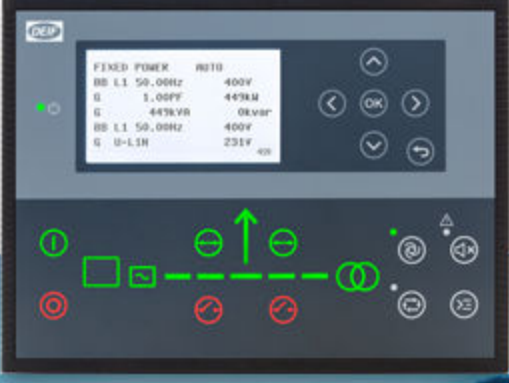 DEIF
FIXED POWER AUTO
BB L1 50.00Hz 400V
G 1.00PF 449kW
G 449kVA 0kvar
BB L1 50.00Hz 400V
G U-L1N 231V
OK